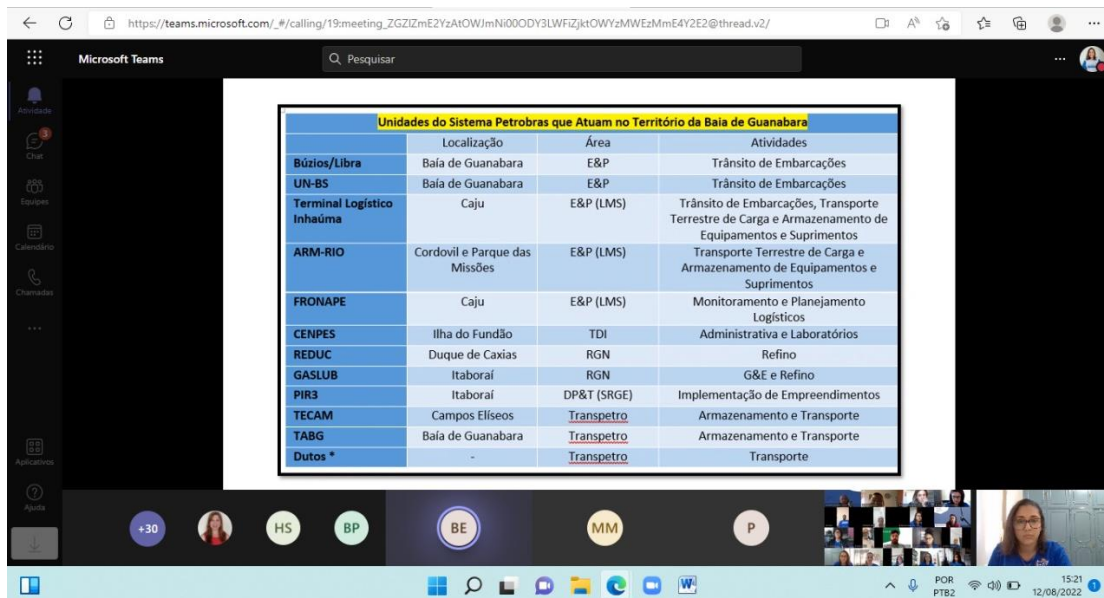 https://teams.microsoft.com/_#/calling/19:meeting_ZGZIZmE2YzAtOWJmNi00ODY3LWFiZjktOWYzMWEzMmE4Y2E2@thread.v2/
Microsoft Teams
Pesquisar
Atividade
3
Chat
Equipes
Calendário
Chamadas
Aplicativos
Ajuda
Unidades do Sistema Petrobras que Atuam no Território da Baia de Guanabara
Localização Área Atividades
Búzios/Libra Baía de Guanabara E&P Trânsito de Embarcações
UN-BS Baía de Guanabara E&P Trânsito de Embarcações
Terminal Logístico Caju E&P (LMS) Trânsito de Embarcações, Transporte
Inhaúma Terrestre de Carga e Armazenamento de
Equipamentos e Suprimentos
ARM-RIO Cordovil e Parque das E&P (LMS) Transporte Terrestre de Carga e
Missões Armazenamento de Equipamentos e
Suprimentos
FRONAPE Caju E&P (LMS) Monitoramento e Planejamento
Logísticos
CENPES Ilha do Fundão TDI Administrativa e Laboratórios
REDUC Duque de Caxias RGN Refino
GASLUB Itaboraí RGN G&E e Refino
PIR3 Itaboraí DP&T (SRGE) Implementação de Empreendimentos
TECAM Campos Elíseos Transpetro Armazenamento e Transporte
TABG Baía de Guanabara Transpetro Armazenamento e Transporte
Dutos * - Transpetro Transporte
+30 HS BP BE MM P
POR 15:21
PTB2 12/08/2022 1